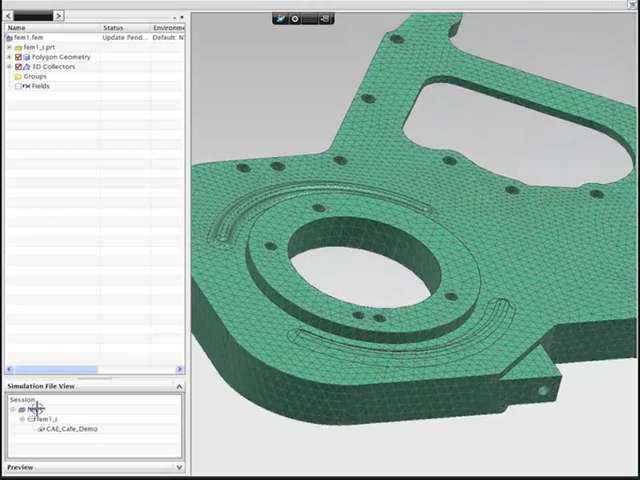 Name Status Environme
fem1.fem Update Pend... Default: N
fem1_i.prt
Polygon Geometry
3D Collectors
Groups
Fields
Simulation File View
Session
fem1_i
CAE_Cafe_Demo
Preview